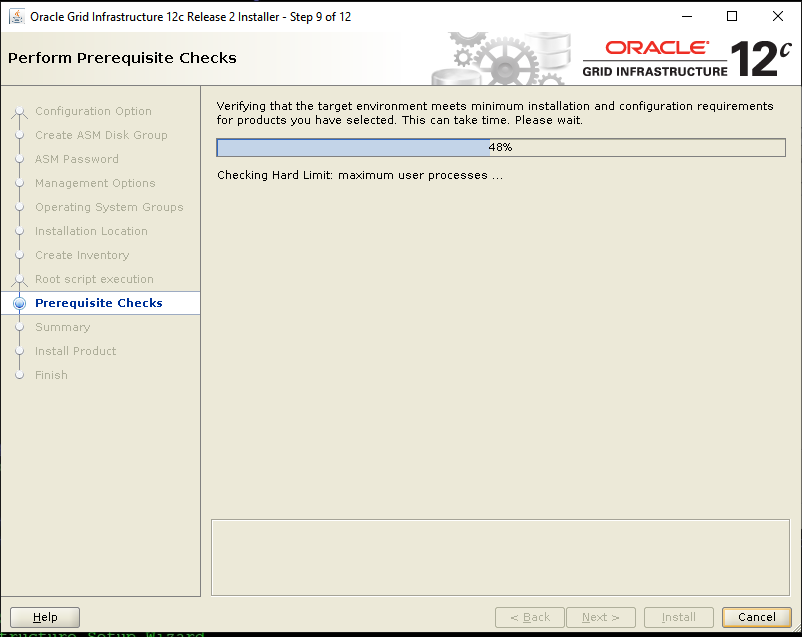 Oracle Grid Infrastructure 12c Release 2 Installer - Step 9 of 12
Perform Prerequisite Checks
ORACLE®
GRID INFRASTRUCTURE
12c
Configuration Option
Create ASM Disk Group
ASM Password
Management Options
Operating System Groups
Installation Location
Create Inventory
Root script execution
Prerequisite Checks
Summary
Install Product
Finish
Verifying that the target environment meets minimum installation and configuration requirements
for products you have selected. This can take time. Please wait.
48%
Checking Hard Limit: maximum user processes ...
Help
< Back
Next >
Install
Cancel
tructure Setup Wizard